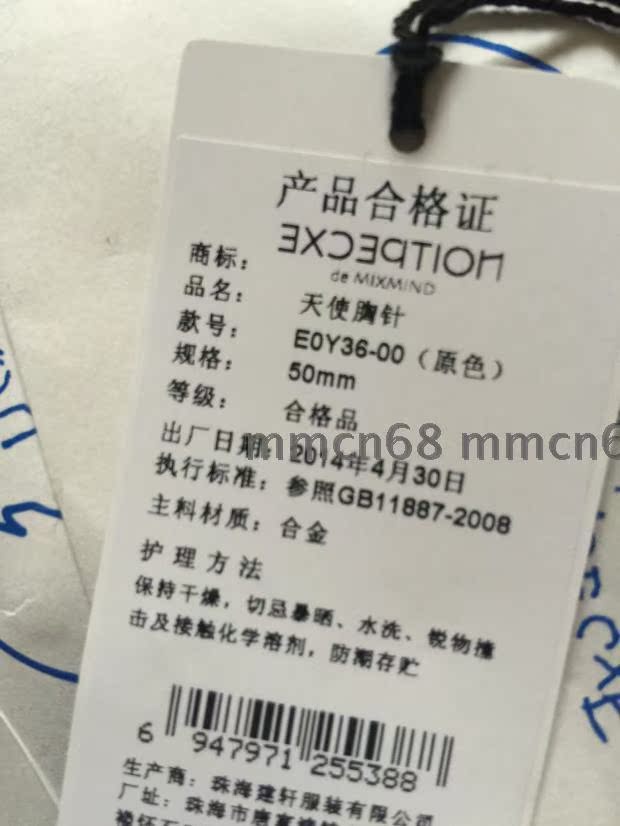 产品合格证
商标：EXCEPTION
de MIXMIND
品名：天使胸针
款号：E0Y36-00（原色）
规格：50mm
等级：合格品
出厂日期：2014年4月30日
mmcn68 mmcn6
执行标准：参照GB11887-2008
主料材质：合金
护理方法
保持干燥，切忌暴晒、水洗、锐物撞
击及接触化学溶剂，防潮存贮
6 947971 255388
生产商：珠海建轩服装有限公司
厂址：珠海市唐家湾镇